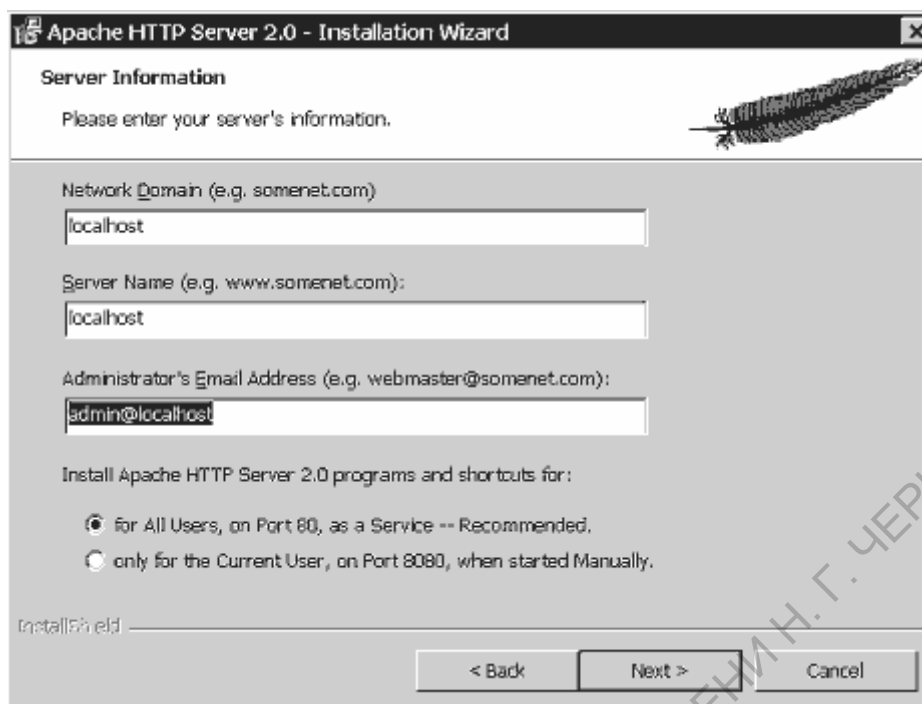 Apache HTTP Server 2.0 - Installation Wizard
Server Information
Please enter your server's information.
Network Domain (e.g. somenet.com)
localhost
Server Name (e.g. www.somenet.com):
localhost
Administrator's Email Address (e.g. webmaster@somenet.com):
admin@localhost
Install Apache HTTP Server 2.0 programs and shortcuts for:
for All Users, on Port 80, as a Service -- Recommended.
only for the Current User, on Port 8080, when started Manually.
InstallShield
< Back
Next >
Cancel
Н. Г.